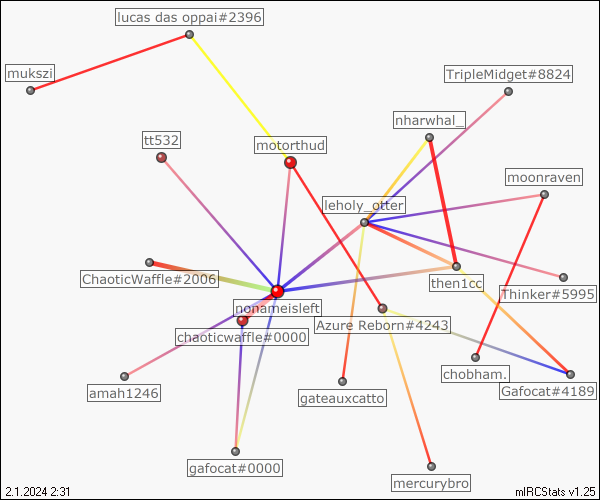 lucas das oppai#2396
mukszi
TripleMidget#8824
nharwhal_
tt532
motorthud
moonraven
leholy_otter
ChaoticWaffle#2006
then1cc
Thinker#5995
nonameisleft
Azure Reborn#4243
chaoticwaffle#0000
chobham.
Gafocat#4189
amah1246
gateauxcatto
gafocat#0000
mercurybro
2.1.2024 2:31
mIRCStats v1.25